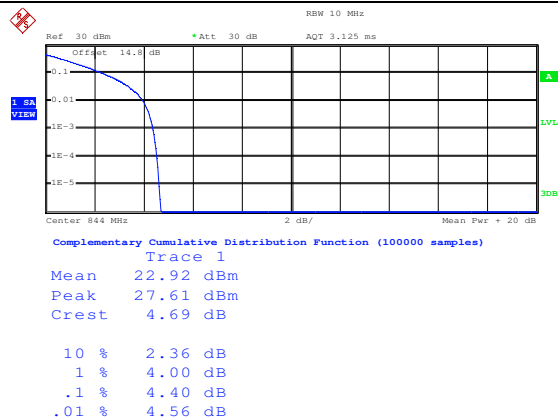 RBW 10 MHz
Ref 30 dBm *Att 30 dB AQT 3.125 ms
Offset 14.8 dB
0.1
A
1 SA
VIEW
0.01
LVL
1E-3
1E-4
1E-5
3DB
Center 844 MHz 2 dB/ Mean Pwr + 20 dB
Complementary Cumulative Distribution Function (100000 samples)
Trace 1
Mean 22.92 dBm
Peak 27.61 dBm
Crest 4.69 dB
10 % 2.36 dB
1 % 4.00 dB
.1 % 4.40 dB
.01 % 4.56 dB